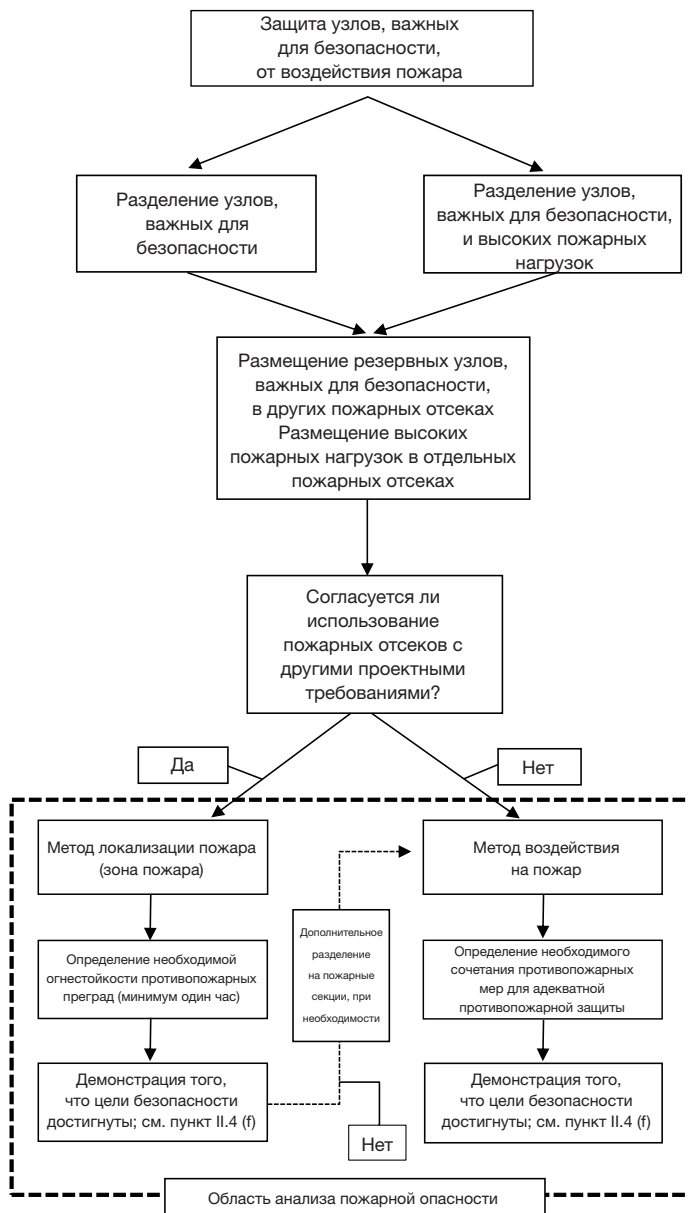 Защита узлов, важных
для безопасности,
от воздействия пожара
Разделение узлов,
важных для
безопасности
Разделение узлов,
важных для безопасности,
и высоких пожарных
нагрузок
Размещение резервных узлов,
важных для безопасности,
в других пожарных отсеках
Размещение высоких
пожарных нагрузок в отдельных
пожарных отсеках
Согласуется ли
использование
пожарных отсеков с
другими проектными
требованиями?
Да
Нет
Метод локализации пожара
(зона пожара)
Метод воздействия
на пожар
Дополнительное
разделение
на пожарные
секции, при
необходимости
Определение необходимой
огнестойкости противопожарных
преград (минимум один час)
Определение необходимого
сочетания противопожарных
мер для адекватной
противопожарной защиты
Демонстрация того,
что цели безопасности
достигнуты; см. пункт II.4 (f)
Демонстрация того,
что цели безопасности
достигнуты; см. пункт II.4 (f)
Нет
Область анализа пожарной опасности